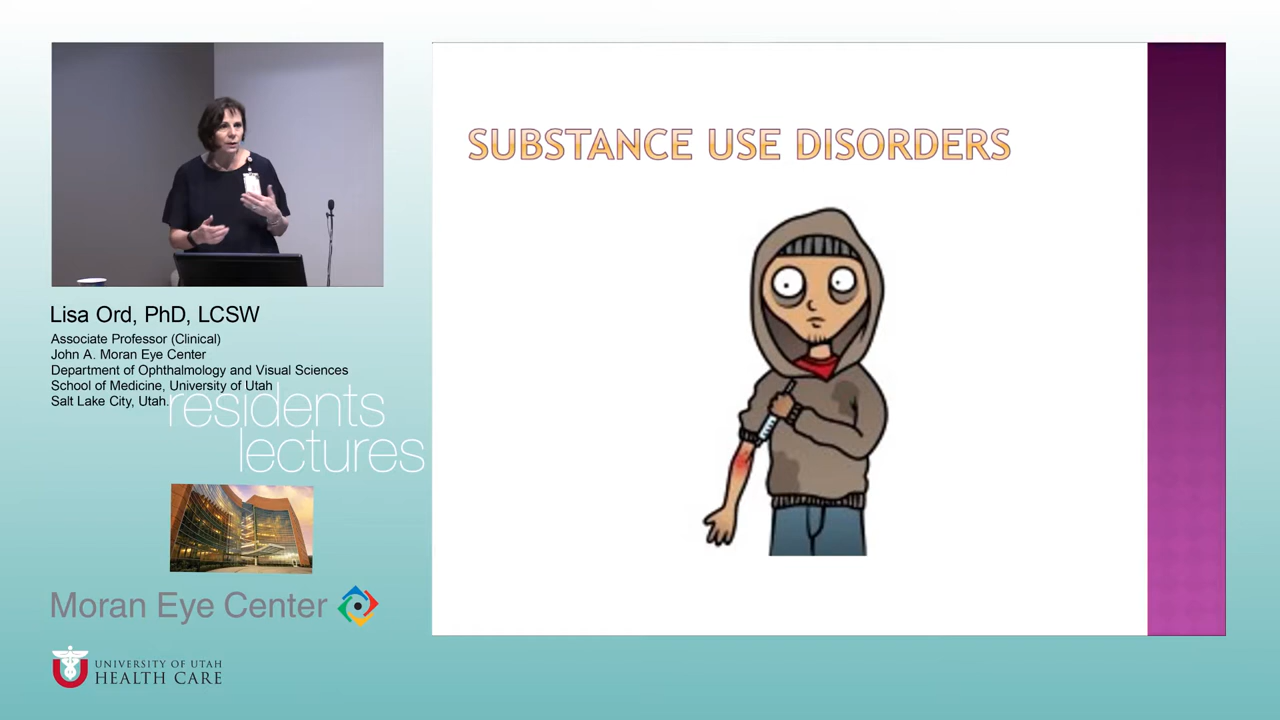 SUBSTANCE USE DISORDERS
Lisa Ord, PhD, LCSW
Associate Professor (Clinical)
John A. Moran Eye Center
Department of Ophthalmology and Visual Sciences
School of Medicine, University of Utah
Salt Lake City, Utah.
residents
lectures
Moran Eye Center
UNIVERSITY OF UTAH
HEALTH CARE